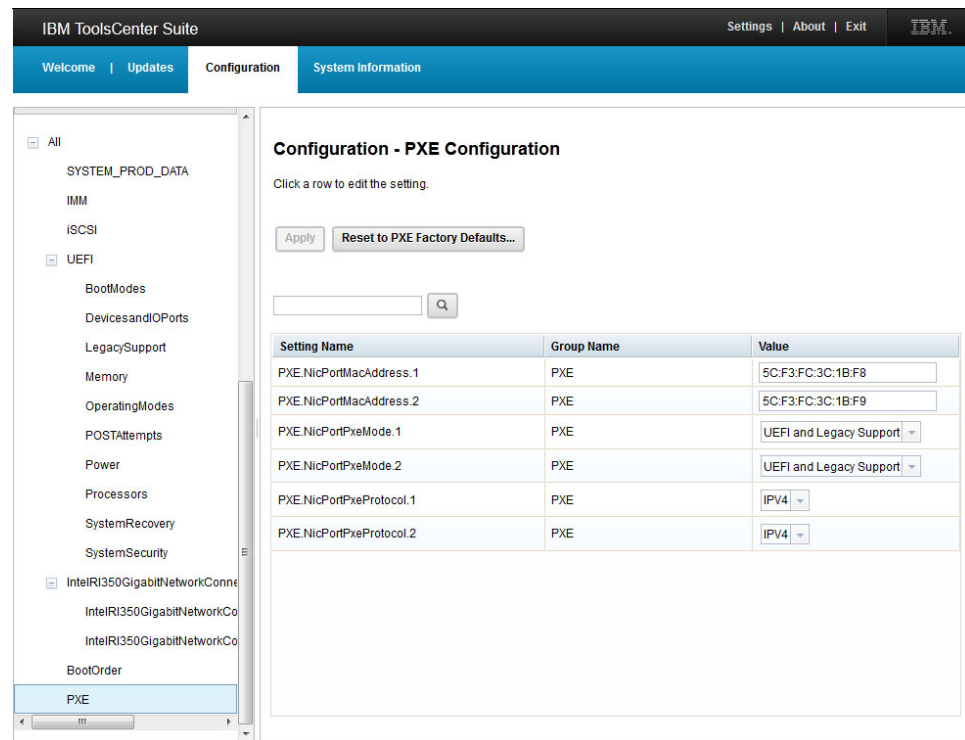 IBM ToolsCenter Suite
Settings | About | Exit
IBM.
Welcome | Updates
Configuration
System Information
All
SYSTEM_PROD_DATA
IMM
iSCSI
UEFI
BootModes
DevicesandIOPorts
LegacySupport
Memory
OperatingModes
POSTAttempts
Power
Processors
SystemRecovery
SystemSecurity
IntelRI350GigabitNetworkConne
IntelRI350GigabitNetworkCo
IntelRI350GigabitNetworkCo
BootOrder
PXE
Configuration - PXE Configuration
Click a row to edit the setting.
Apply
Reset to PXE Factory Defaults...
Setting Name Group Name Value
PXE.NicPortMacAddress.1 PXE 5C:F3:FC:3C:1B:F8
PXE.NicPortMacAddress.2 PXE 5C:F3:FC:3C:1B:F9
PXE.NicPortPxeMode.1 PXE UEFI and Legacy Support
PXE.NicPortPxeMode.2 PXE UEFI and Legacy Support
PXE.NicPortPxeProtocol.1 PXE IPV4
PXE.NicPortPxeProtocol.2 PXE IPV4